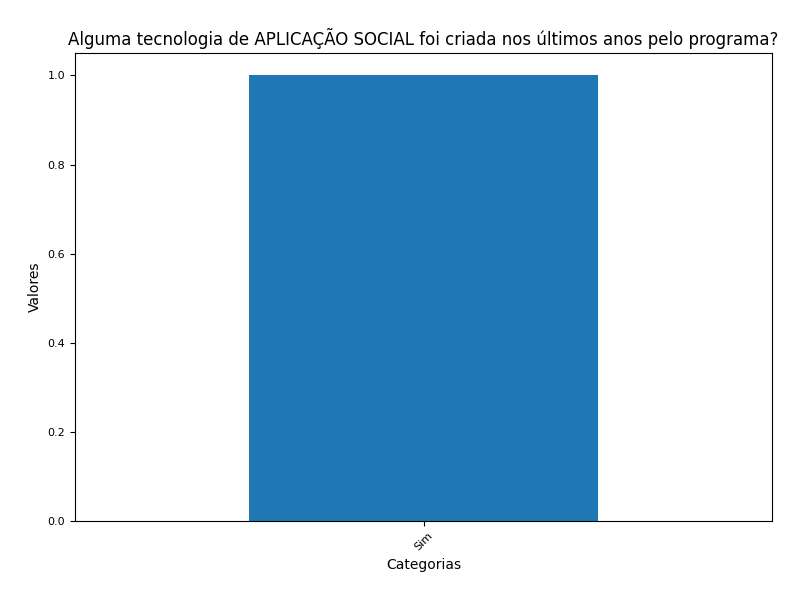 Alguma tecnologia de APLICAÇÃO SOCIAL foi criada nos últimos anos pelo programa?
1.0
0.8
0.6
0.4
0.2
0.0
Valores
Sim
Categorias